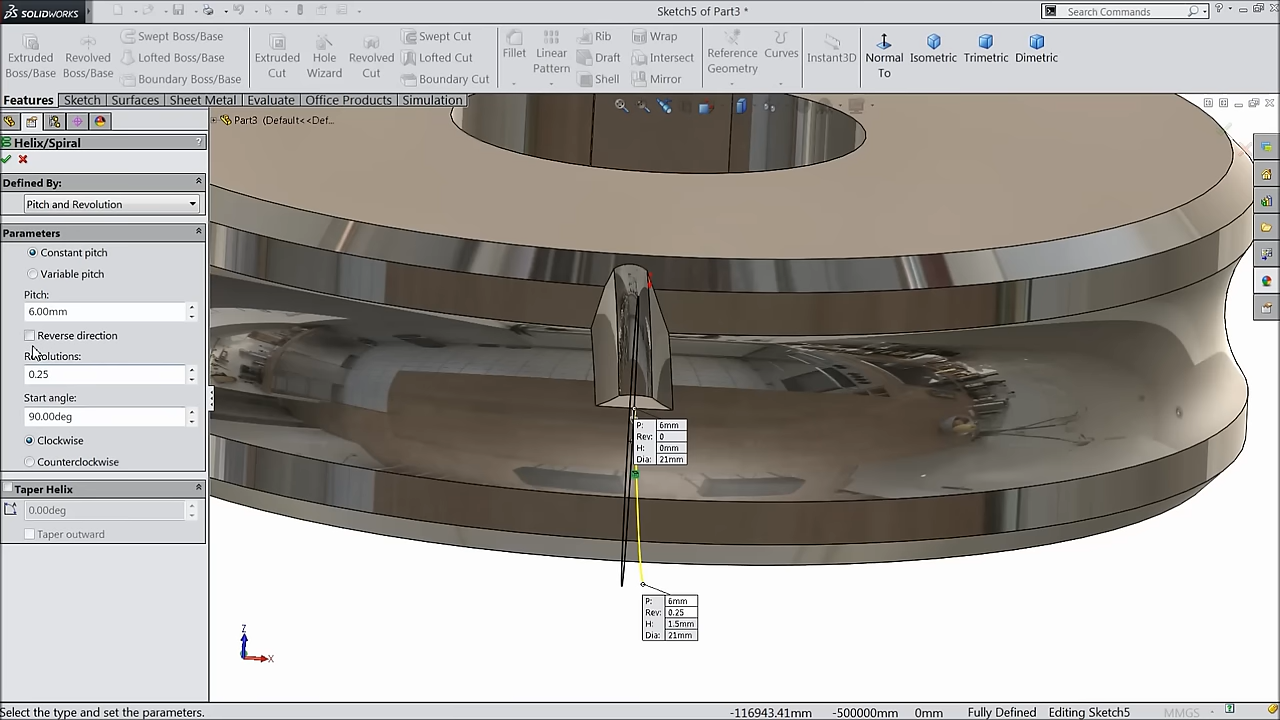 SOLIDWORKS
Sketch5 of Part3 *
Search Commands
Extruded Boss/Base
Revolved Boss/Base
Swept Boss/Base
Lofted Boss/Base
Boundary Boss/Base
Extruded Cut
Hole Wizard
Revolved Cut
Swept Cut
Lofted Cut
Boundary Cut
Fillet
Linear Pattern
Rib
Draft
Shell
Wrap
Intersect
Mirror
Reference Geometry
Curves
Instant3D
Normal To
Isometric
Trimetric
Dimetric
Features
Sketch
Surfaces
Sheet Metal
Evaluate
Office Products
Simulation
Part3 (Default<<Def...
Helix/Spiral
?
Defined By:
Pitch and Revolution
Parameters
Constant pitch
Variable pitch
Pitch:
6.00mm
Reverse direction
Revolutions:
0.25
Start angle:
90.00deg
Clockwise
Counterclockwise
Taper Helix
0.00deg
Taper outward
P: 6mm
Rev: 0
H: 0mm
Dia: 21mm
P: 6mm
Rev: 0.25
H: 1.5mm
Dia: 21mm
Z
X
Select the type and set the parameters.
-116943.41mm
-500000mm
0mm
Fully Defined
Editing Sketch5
MMGS